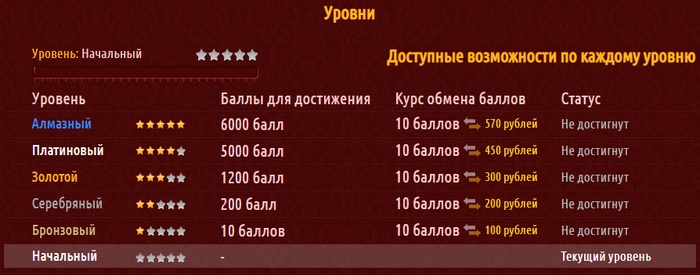 Уровни
Уровень: Начальный
Доступные возможности по каждому уровню
Уровень Баллы для достижения Курс обмена баллов Статус
Алмазный 6000 балл 10 баллов 570 рублей Не достигнут
Платиновый 5000 балл 10 баллов 450 рублей Не достигнут
Золотой 1200 балл 10 баллов 300 рублей Не достигнут
Серебряный 200 балл 10 баллов 200 рублей Не достигнут
Бронзовый 10 баллов 10 баллов 100 рублей Не достигнут
Начальный - Текущий уровень